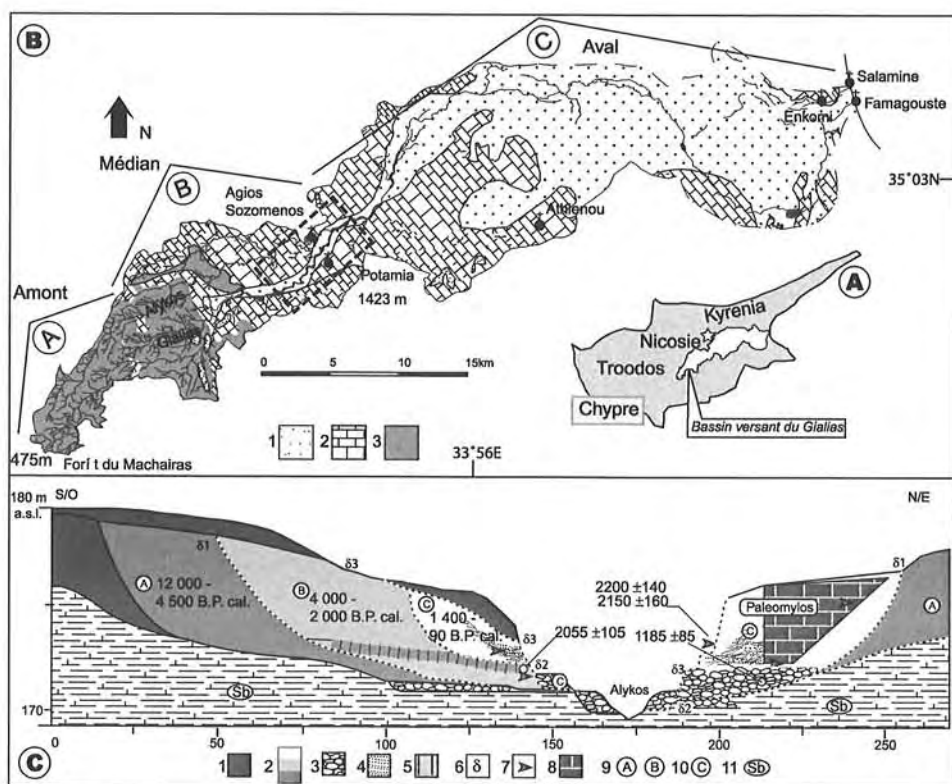 B
C
Aval
Salamine
Famagouste
Enkomi
N
Médian
B
Agios
Sozomenos
35°03N
Athienou
Potamia
1423 m
Amont
A
Alykos
Gialias
A
Kyrenia
Nicosie
Troodos
Chypre
Bassin versant du Gialias
0 5 10 15km
1 2 3
475m
Forî t du Machairas
33°56E
180 m
a.s.l.
S/O
N/E
δ1
δ3
δ1
A
12 000 -
4 500 B.P. cal.
B
4 000 -
2 000 B.P. cal.
C
1 400 -
90 B.P. cal.
δ3
2200 ±140
2150 ±160
Paleomylos
C
A
2055 ±105
1185 ±85
δ2
C
δ3
Alykos
δ2
Sb
Sb
170
0 50 100 150 200 250
C
1 2 3 4 5 6 δ 7 8 9 A B 10 C 11 Sb